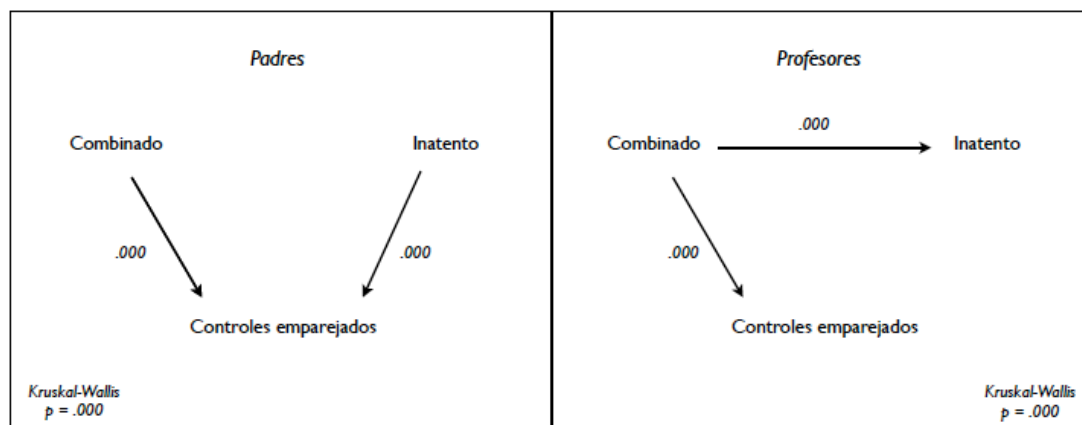 Padres
Combinado
Inatento
.000
.000
Controles emparejados
Kruskal-Wallis
p = .000
Profesores
.000
Combinado
Inatento
.000
Controles emparejados
Kruskal-Wallis
p = .000